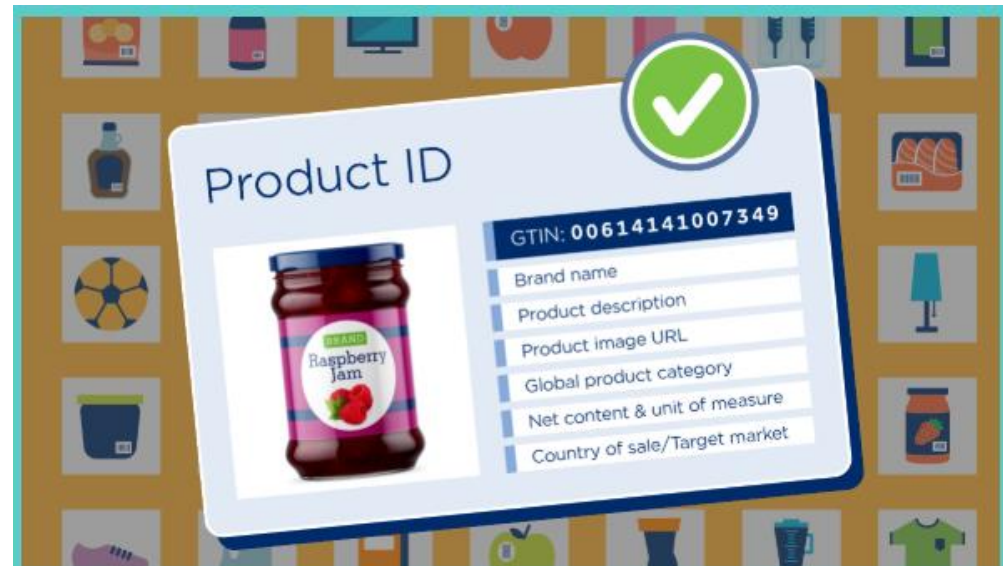 Product ID
GTIN: 00614141007349
Brand name
Product description
Product image URL
Global product category
Net content & unit of measure
Country of sale/Target market
BRAND
Raspberry
Jam